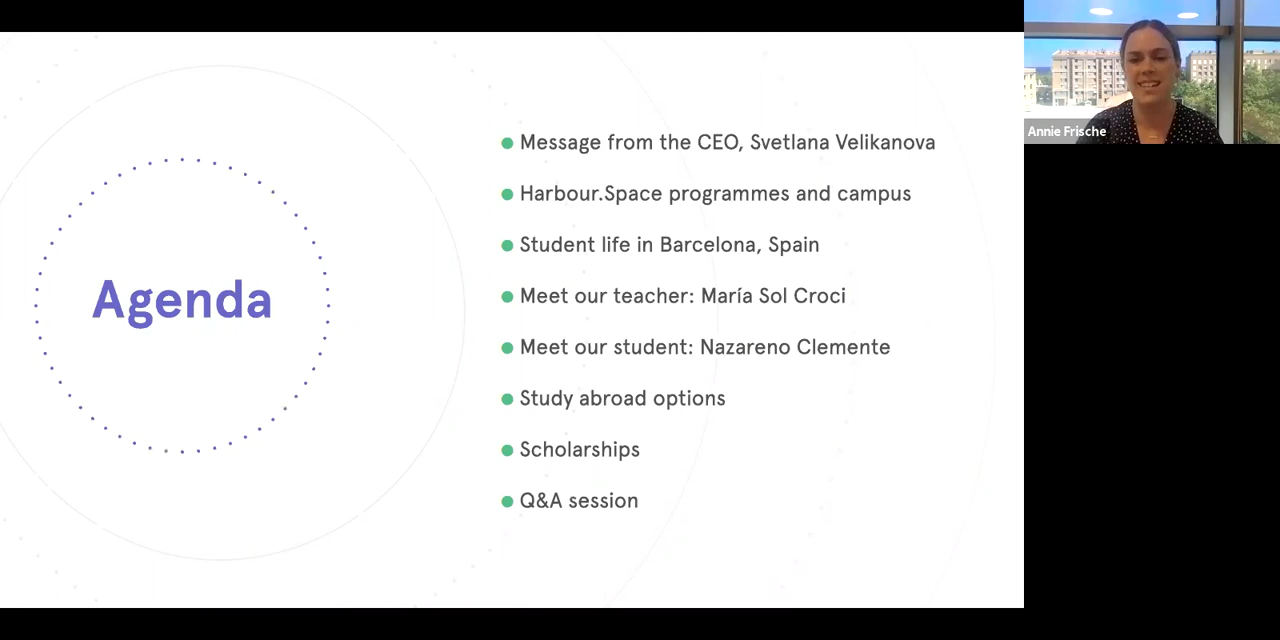 Agenda
Message from the CEO, Svetlana Velikanova
Harbour.Space programmes and campus
Student life in Barcelona, Spain
Meet our teacher: María Sol Croci
Meet our student: Nazareno Clemente
Study abroad options
Scholarships
Q&A session
Annie Frische